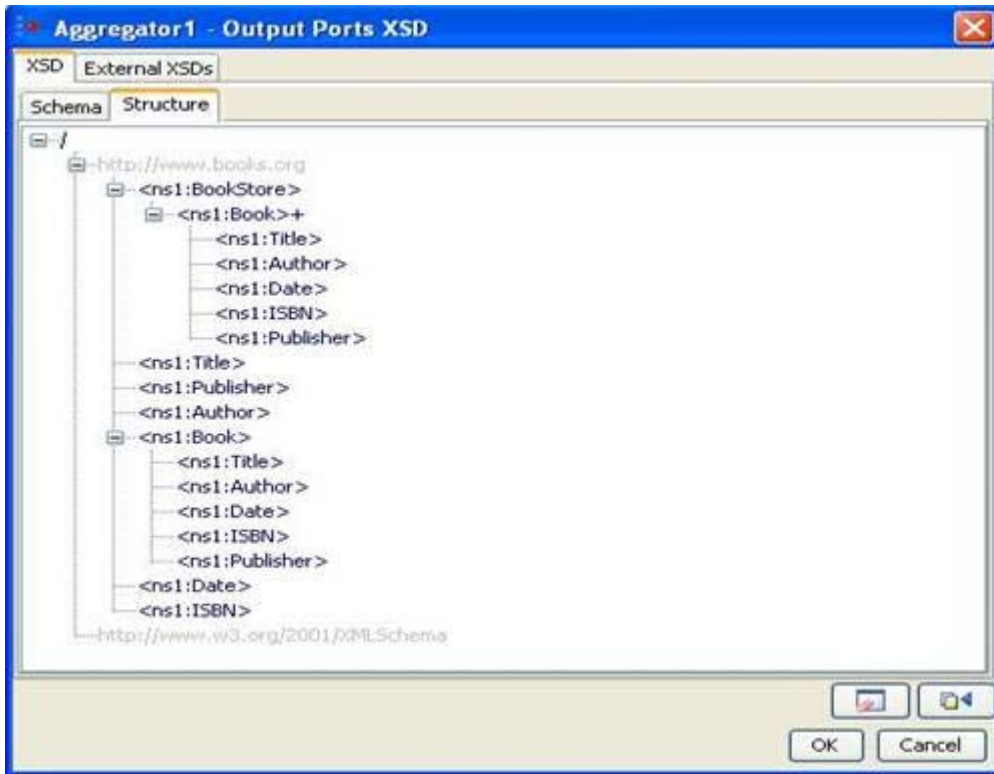 Aggregator1 - Output Ports XSD
XSD External XSDs
Schema Structure
/
http://www.books.org
<ns1:BookStore>
<ns1:Book>+
<ns1:Title>
<ns1:Author>
<ns1:Date>
<ns1:ISBN>
<ns1:Publisher>
<ns1:Title>
<ns1:Publisher>
<ns1:Author>
<ns1:Book>
<ns1:Title>
<ns1:Author>
<ns1:Date>
<ns1:ISBN>
<ns1:Publisher>
<ns1:Date>
<ns1:ISBN>
http://www.w3.org/2001/XMLSchema
OK Cancel